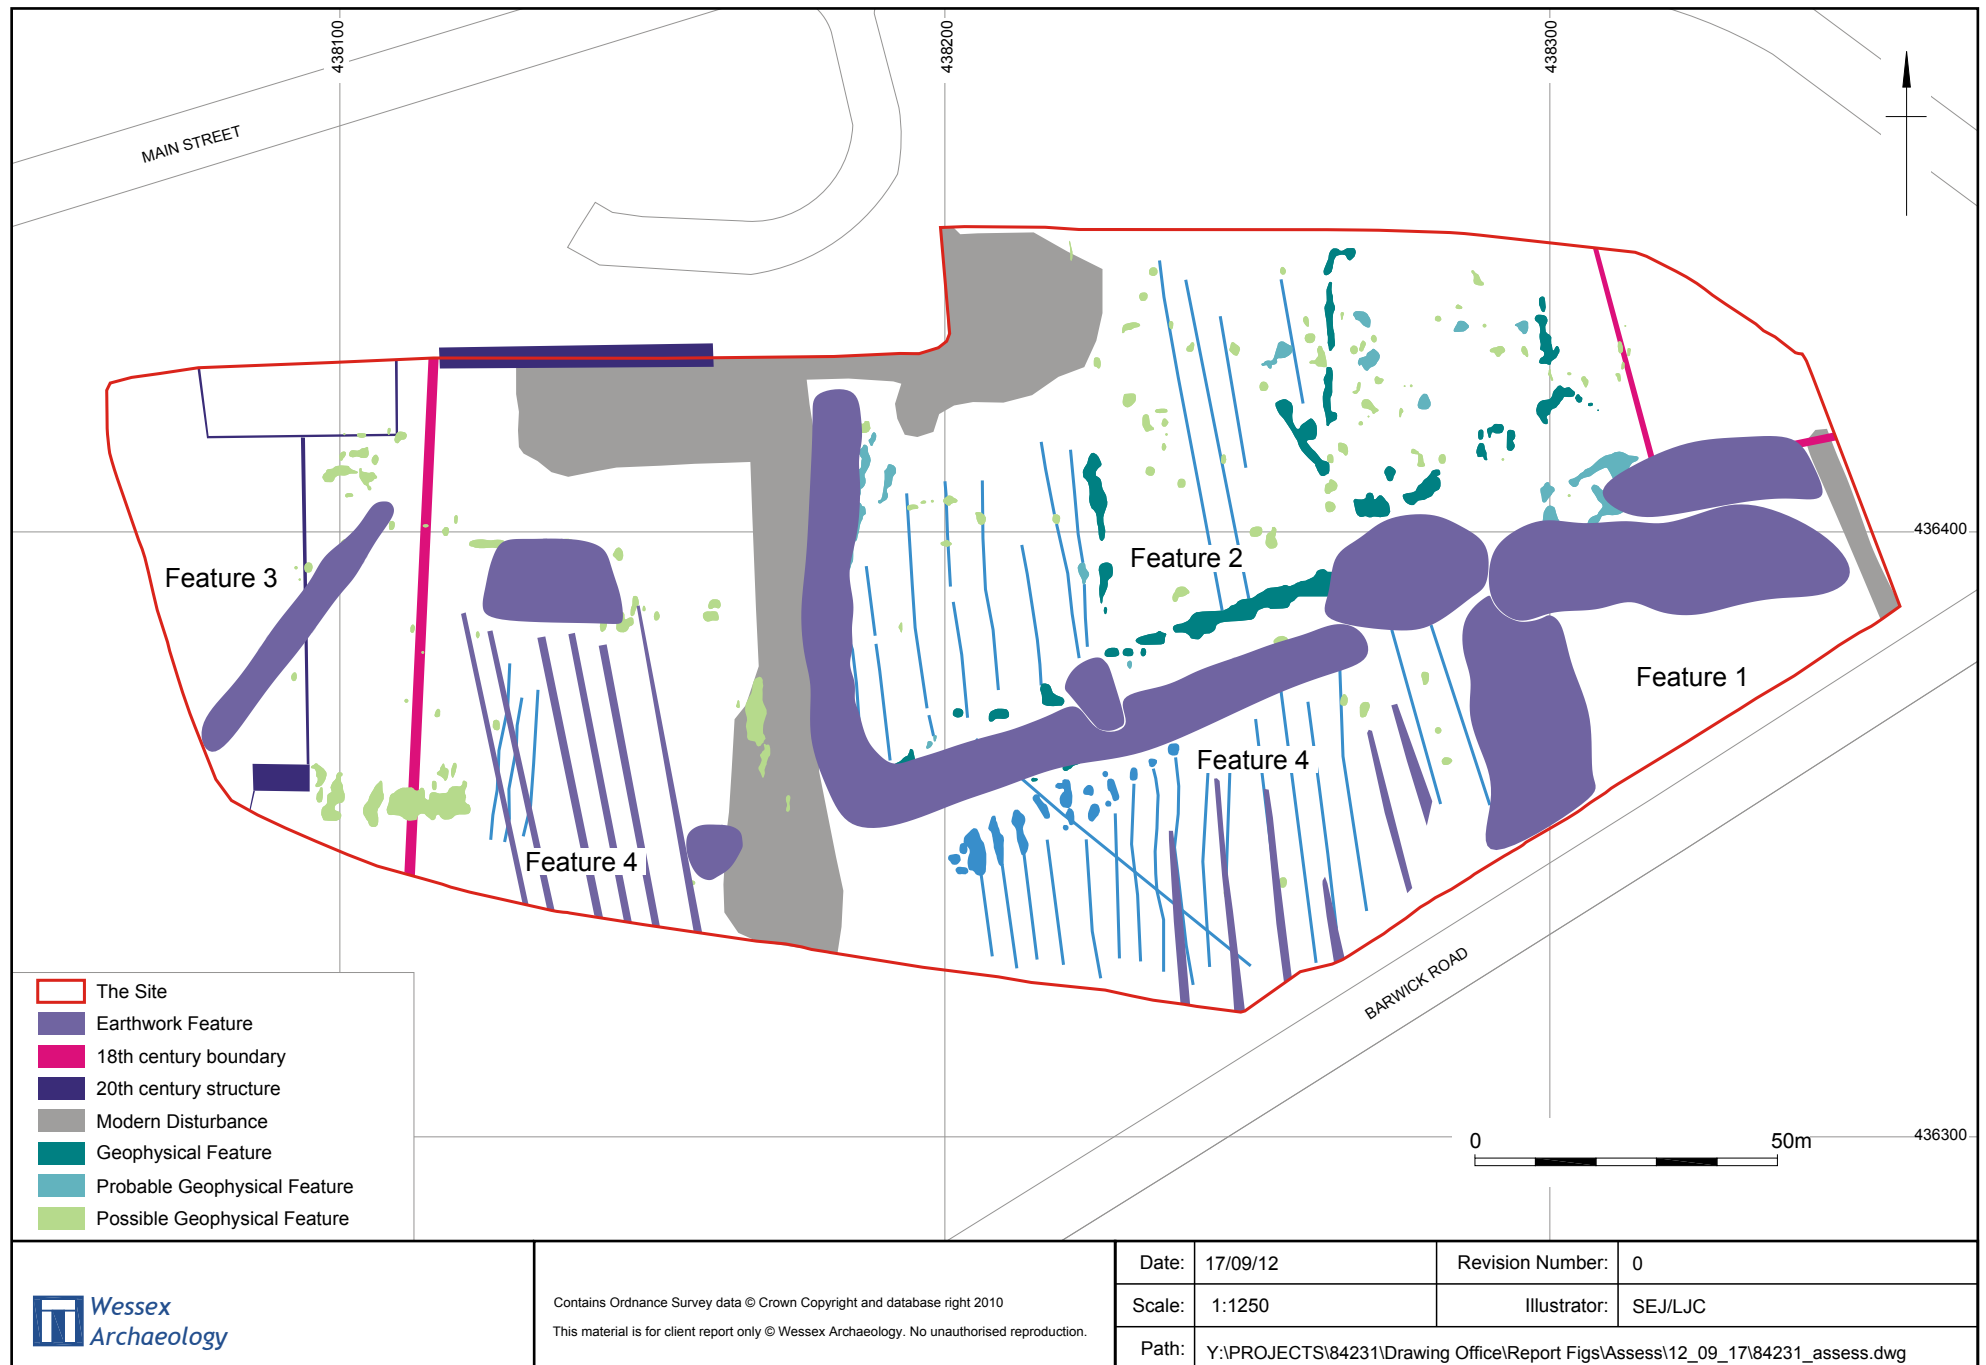 438100
438200
438300
MAIN STREET
436400
Feature 2
Feature 3
Feature 1
Feature 4
Feature 4
BARWICK ROAD
The Site
Earthwork Feature
18th century boundary
20th century structure
Modern Disturbance
Geophysical Feature
Probable Geophysical Feature
Possible Geophysical Feature
0 50m
436300
Wessex
Archaeology
Contains Ordnance Survey data © Crown Copyright and database right 2010
This material is for client report only © Wessex Archaeology. No unauthorised reproduction.
Date: 17/09/12 Revision Number: 0
Scale: 1:1250 Illustrator: SEJ/LJC
Path: Y:\PROJECTS\84231\Drawing Office\Report Figs\Assess\12_09_17\84231_assess.dwg